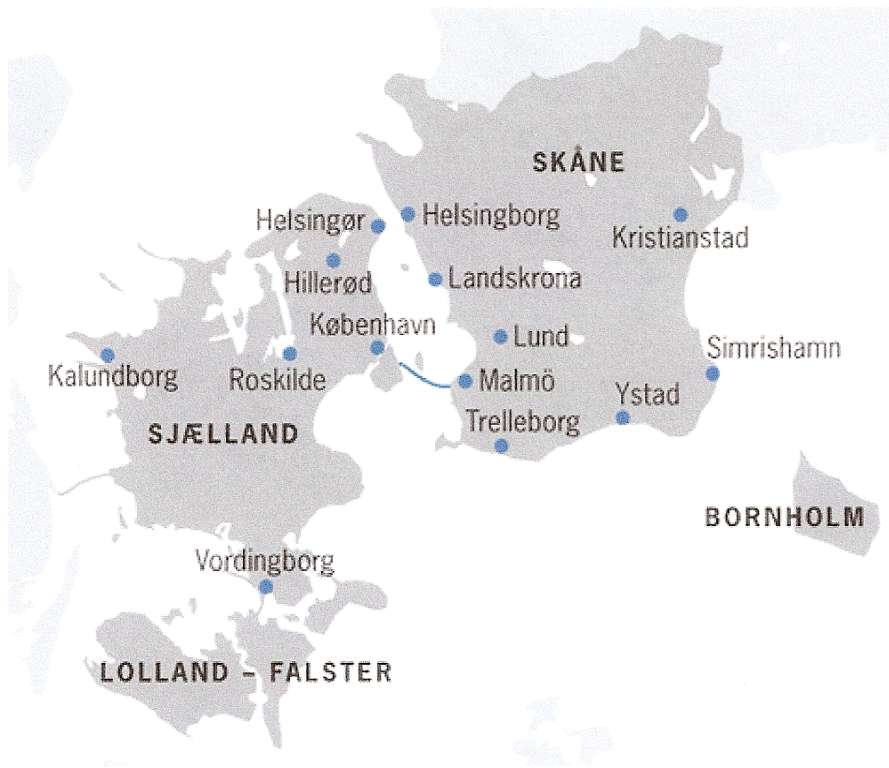 SKÅNE
Helsingør
Helsingborg
Kristianstad
Hillerød
Landskrona
København
Lund
Simrishamn
Kalundborg
Roskilde
Malmö
Ystad
Trelleborg
SJÆLLAND
BORNHOLM
Vordingborg
LOLLAND – FALSTER